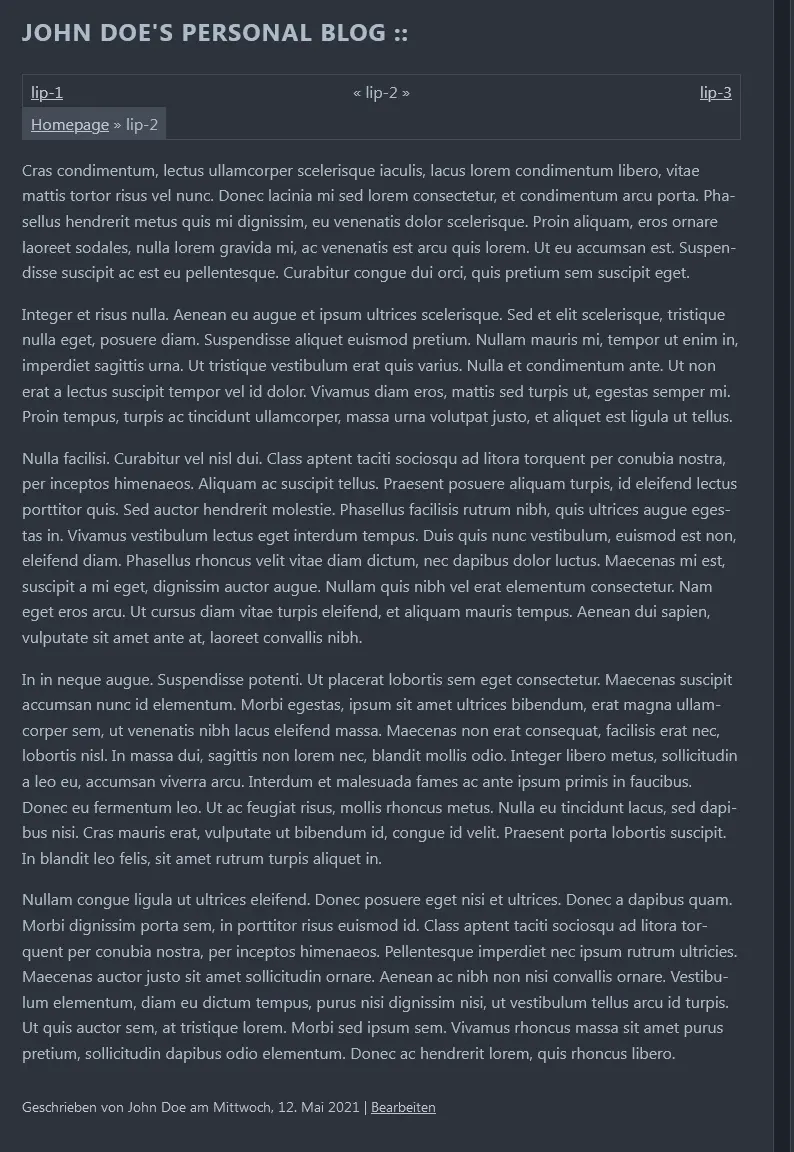 JOHN DOE'S PERSONAL BLOG ::
lip-1 « lip-2 » lip-3
Homepage » lip-2
Cras condimentum, lectus ullamcorper scelerisque iaculis, lacus lorem condimentum libero, vitae
mattis tortor risus vel nunc. Donec lacinia mi sed lorem consectetur, et condimentum arcu porta. Pha-
sellus hendrerit metus quis mi dignissim, eu venenatis dolor scelerisque. Proin aliquam, eros ornare
laoreet sodales, nulla lorem gravida mi, ac venenatis est arcu quis lorem. Ut eu accumsan est. Suspen-
disse suscipit ac est eu pellentesque. Curabitur congue dui orci, quis pretium sem suscipit eget.
Integer et risus nulla. Aenean eu augue et ipsum ultrices scelerisque. Sed et elit scelerisque, tristique
nulla eget, posuere diam. Suspendisse aliquet euismod pretium. Nullam mauris mi, tempor ut enim in,
imperdiet sagittis urna. Ut tristique vestibulum erat quis varius. Nulla et condimentum ante. Ut non
erat a lectus suscipit tempor vel id dolor. Vivamus diam eros, mattis sed turpis ut, egestas semper mi.
Proin tempus, turpis ac tincidunt ullamcorper, massa urna volutpat justo, et aliquet est ligula ut tellus.
Nulla facilisi. Curabitur vel nisl dui. Class aptent taciti sociosqu ad litora torquent per conubia nostra,
per inceptos himenaeos. Aliquam ac suscipit tellus. Praesent posuere aliquam turpis, id eleifend lectus
porttitor quis. Sed auctor hendrerit molestie. Phasellus facilisis rutrum nibh, quis ultrices augue eges-
tas in. Vivamus vestibulum lectus eget interdum tempus. Duis quis nunc vestibulum, euismod est non,
eleifend diam. Phasellus rhoncus velit vitae diam dictum, nec dapibus dolor luctus. Maecenas mi est,
suscipit a mi eget, dignissim auctor augue. Nullam quis nibh vel erat elementum consectetur. Nam
eget eros arcu. Ut cursus diam vitae turpis eleifend, et aliquam mauris tempus. Aenean dui sapien,
vulputate sit amet ante at, laoreet convallis nibh.
In in neque augue. Suspendisse potenti. Ut placerat lobortis sem eget consectetur. Maecenas suscipit
accumsan nunc id elementum. Morbi egestas, ipsum sit amet ultrices bibendum, erat magna ullam-
corper sem, ut venenatis nibh lacus eleifend massa. Maecenas non erat consequat, facilisis erat nec,
lobortis nisl. In massa dui, sagittis non lorem nec, blandit mollis odio. Integer libero metus, sollicitudin
a leo eu, accumsan viverra arcu. Interdum et malesuada fames ac ante ipsum primis in faucibus.
Donec eu fermentum leo. Ut ac feugiat risus, mollis rhoncus metus. Nulla eu tincidunt lacus, sed dapi-
bus nisi. Cras mauris erat, vulputate ut bibendum id, congue id velit. Praesent porta lobortis suscipit.
In blandit leo felis, sit amet rutrum turpis aliquet in.
Nullam congue ligula ut ultrices eleifend. Donec posuere eget nisi et ultrices. Donec a dapibus quam.
Morbi dignissim porta sem, in porttitor risus euismod id. Class aptent taciti sociosqu ad litora tor-
quent per conubia nostra, per inceptos himenaeos. Pellentesque imperdiet nec ipsum rutrum ultricies.
Maecenas auctor justo sit amet sollicitudin ornare. Aenean ac nibh non nisi convallis ornare. Vestibu-
lum elementum, diam eu dictum tempus, purus nisi dignissim nisi, ut vestibulum tellus arcu id turpis.
Ut quis auctor sem, at tristique lorem. Morbi sed ipsum sem. Vivamus rhoncus massa sit amet purus
pretium, sollicitudin dapibus odio elementum. Donec ac hendrerit lorem, quis rhoncus libero.
Geschrieben von John Doe am Mittwoch, 12. Mai 2021 | Bearbeiten